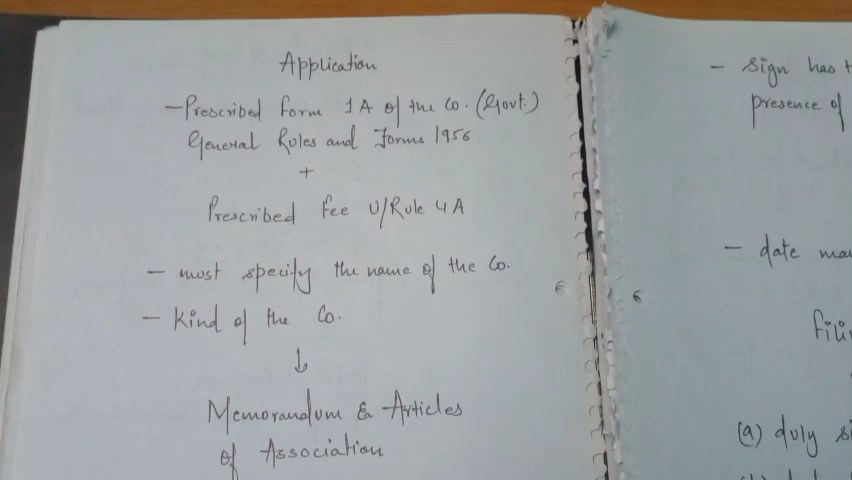 Application
- Prescribed form 1A of the Co. (Govt.)
General Rules and Forms 1956
+
Prescribed Fee U/Rule 4A
- must specify the name of the Co.
- Kind of the Co.
↓
Memorandum & Articles
of Association
- Sign has
presence of
- date
(a) duly